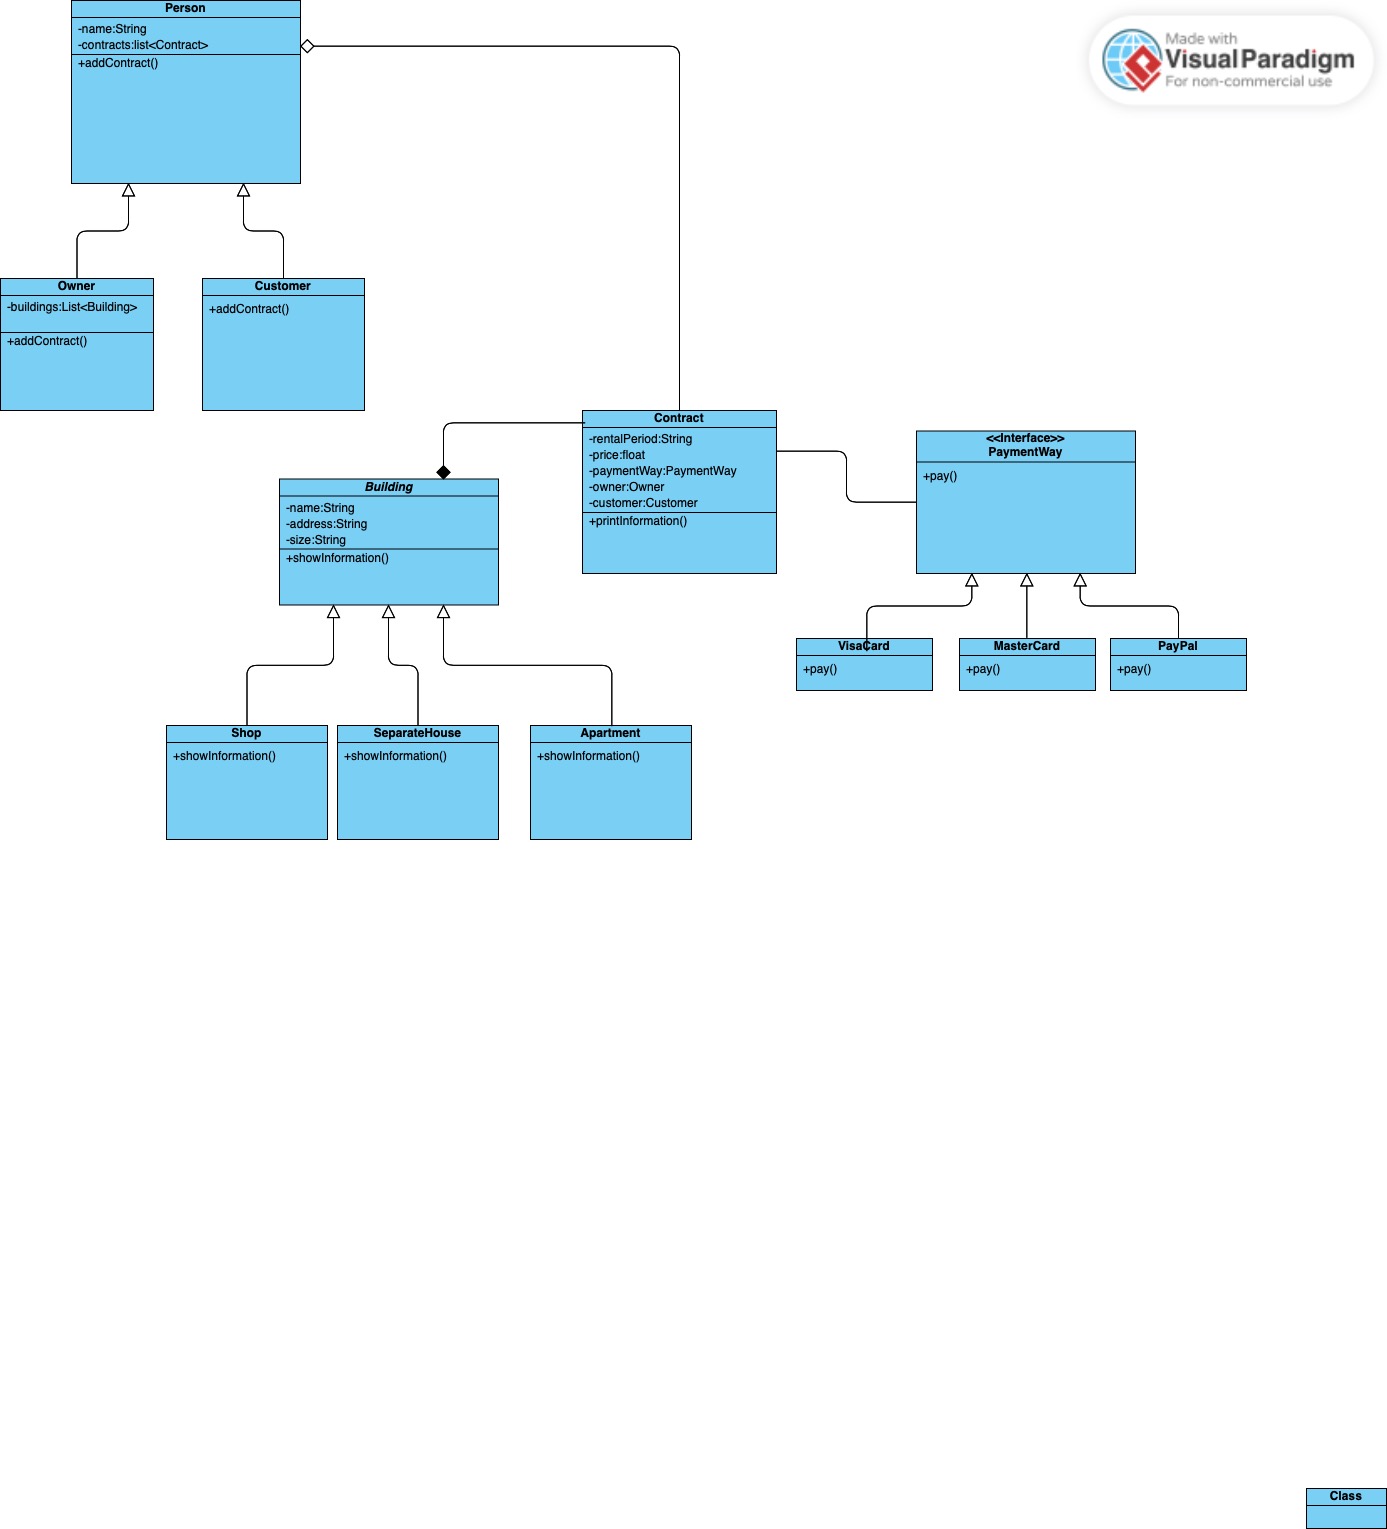 Person
-name:String
-contracts:list<Contract>
+addContract()
Made with
Visual Paradigm
For non-commercial use
Owner
-buildings:List<Building>
+addContract()
Customer
+addContract()
Contract
-rentalPeriod:String
-price:float
-paymentWay:PaymentWay
-owner:Owner
-customer:Customer
+printInformation()
<<Interface>>
PaymentWay
+pay()
Building
-name:String
-address:String
-size:String
+showInformation()
VisaCard
+pay()
MasterCard
+pay()
PayPal
+pay()
Shop
+showInformation()
SeparateHouse
+showInformation()
Apartment
+showInformation()
Class